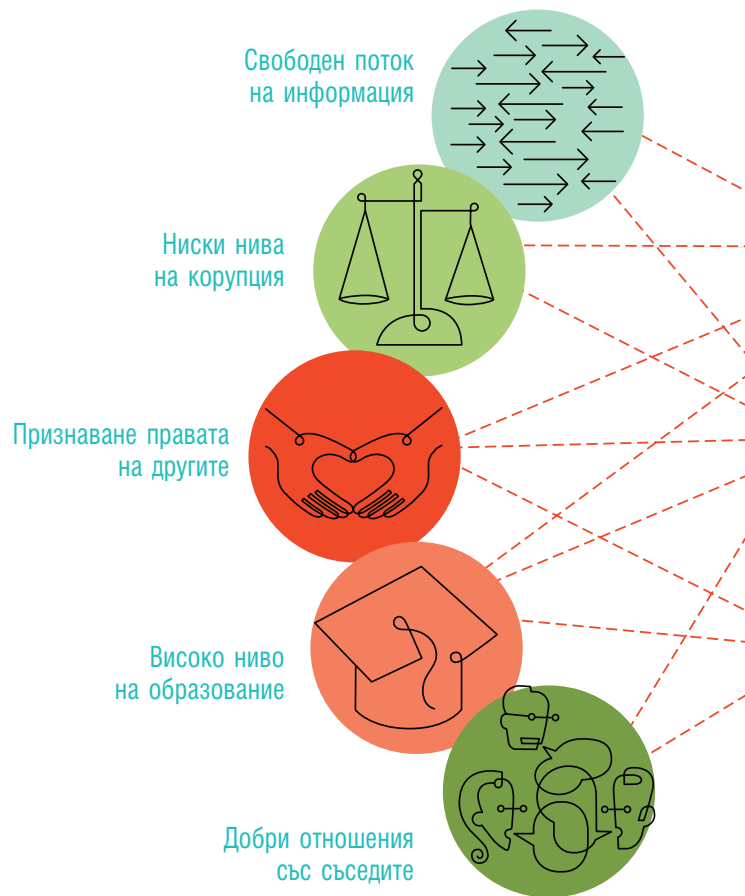 Свободен поток
на информация
Ниски нива
на корупция
Признаване правата
на другите
Високо ниво
на образование
Добри отношения
със съседите